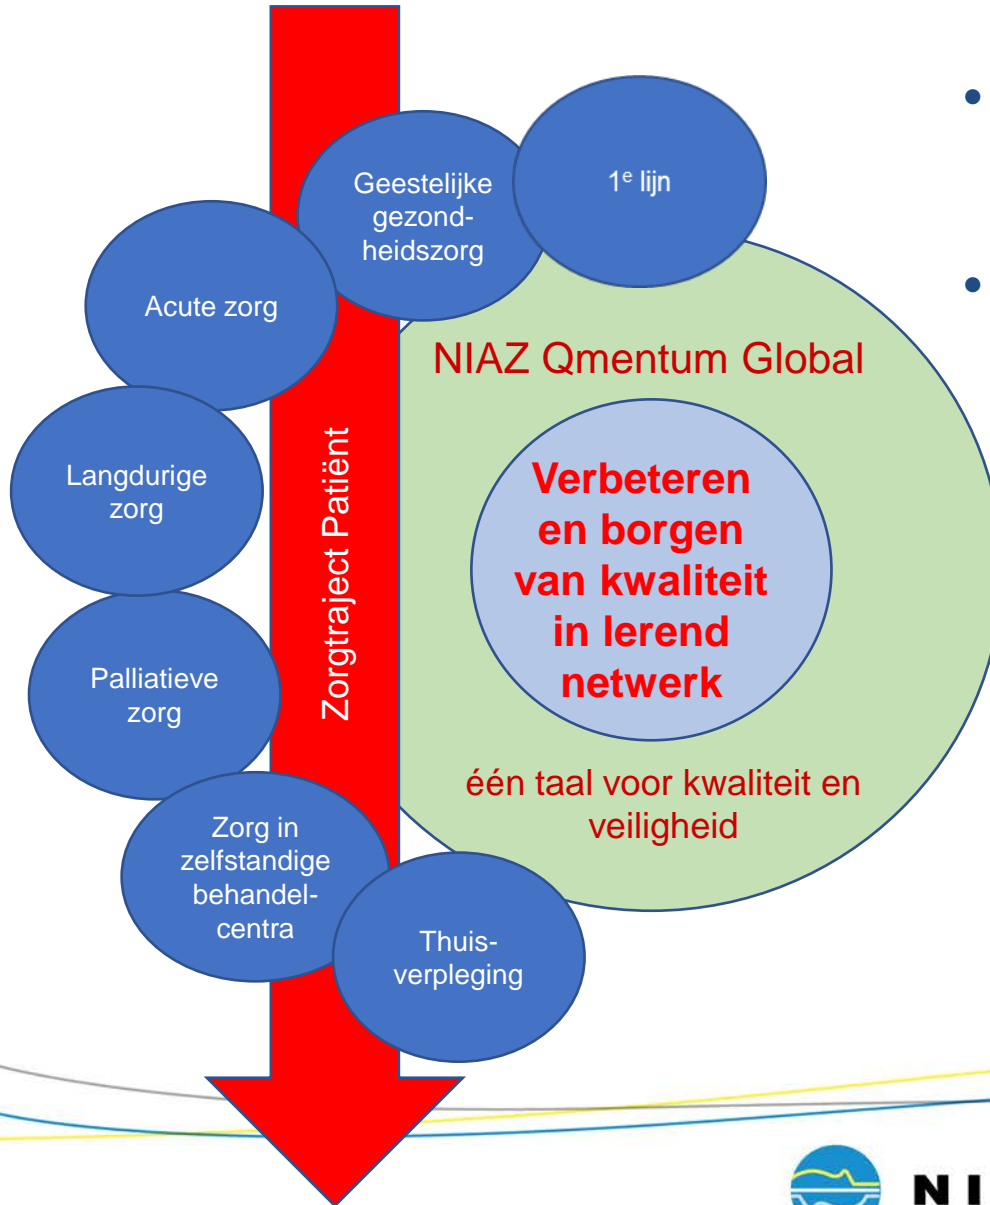 1e lijn
Geestelijke
gezond-
heidszorg
Acute zorg
NIAZ Qmentum Global
Langdurige
zorg
Zorgtraject Patiënt
Verbeteren
en borgen
van kwaliteit
in lerend
netwerk
Palliatieve
zorg
één taal voor kwaliteit en
veiligheid
Zorg in
zelfstandige
behandel-
centra
Thuis-
verpleging
NI